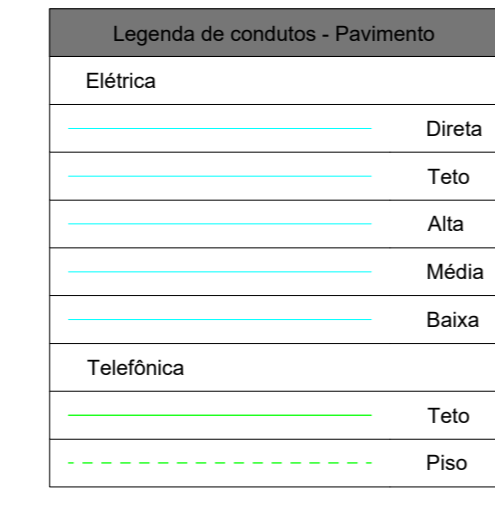 Legenda de condutos - Pavimento
Elétrica
Direta
Teto
Alta
Média
Baixa
Telefônica
Teto
Piso